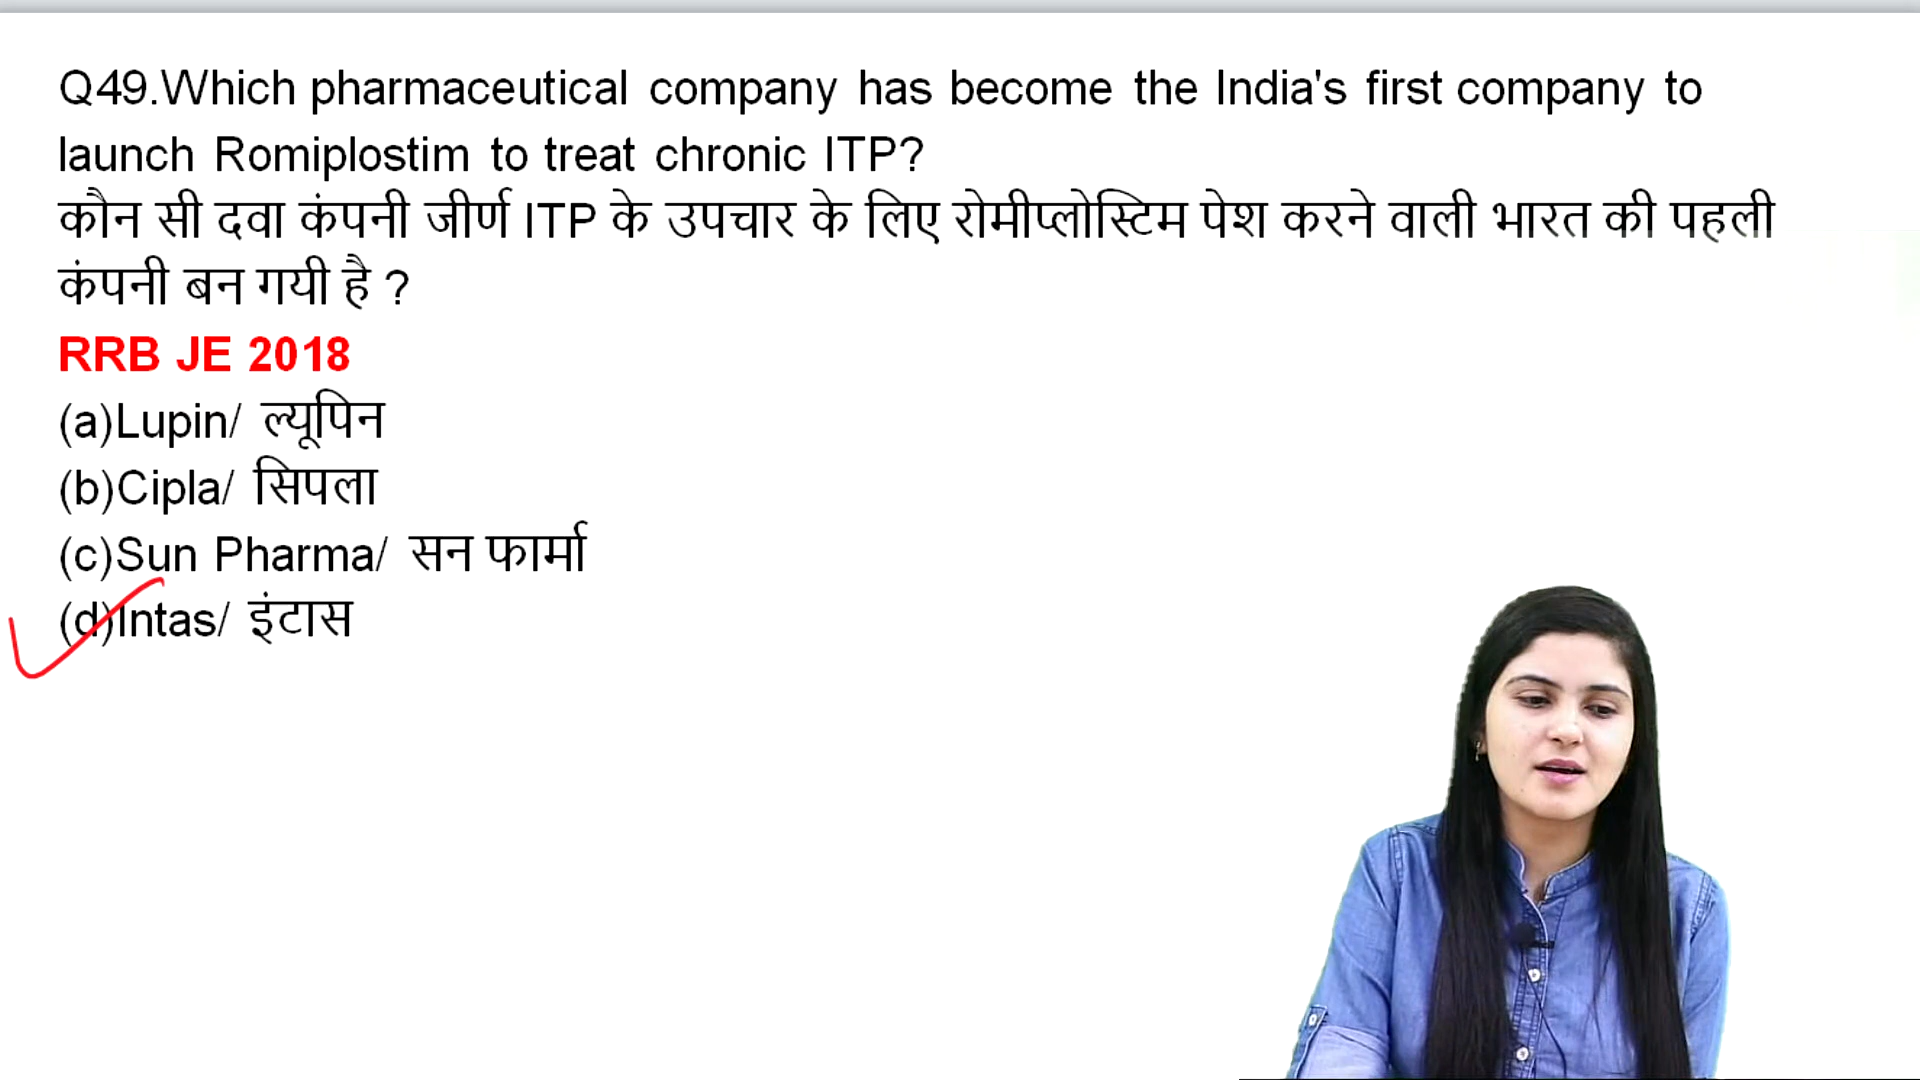 Q49.Which pharmaceutical company has become the India's first company to
launch Romiplostim to treat chronic ITP?
कौन सी दवा कंपनी जीर्ण ITP के उपचार के लिए रोमीप्लोस्टिम पेश करने वाली भारत की पहली
कंपनी बन गयी है ?
RRB JE 2018
(a)Lupin/ ल्यूपिन
(b)Cipla/ सिपला
(c)Sun Pharma/ सन फार्मा
(d)Intas/ इंटास